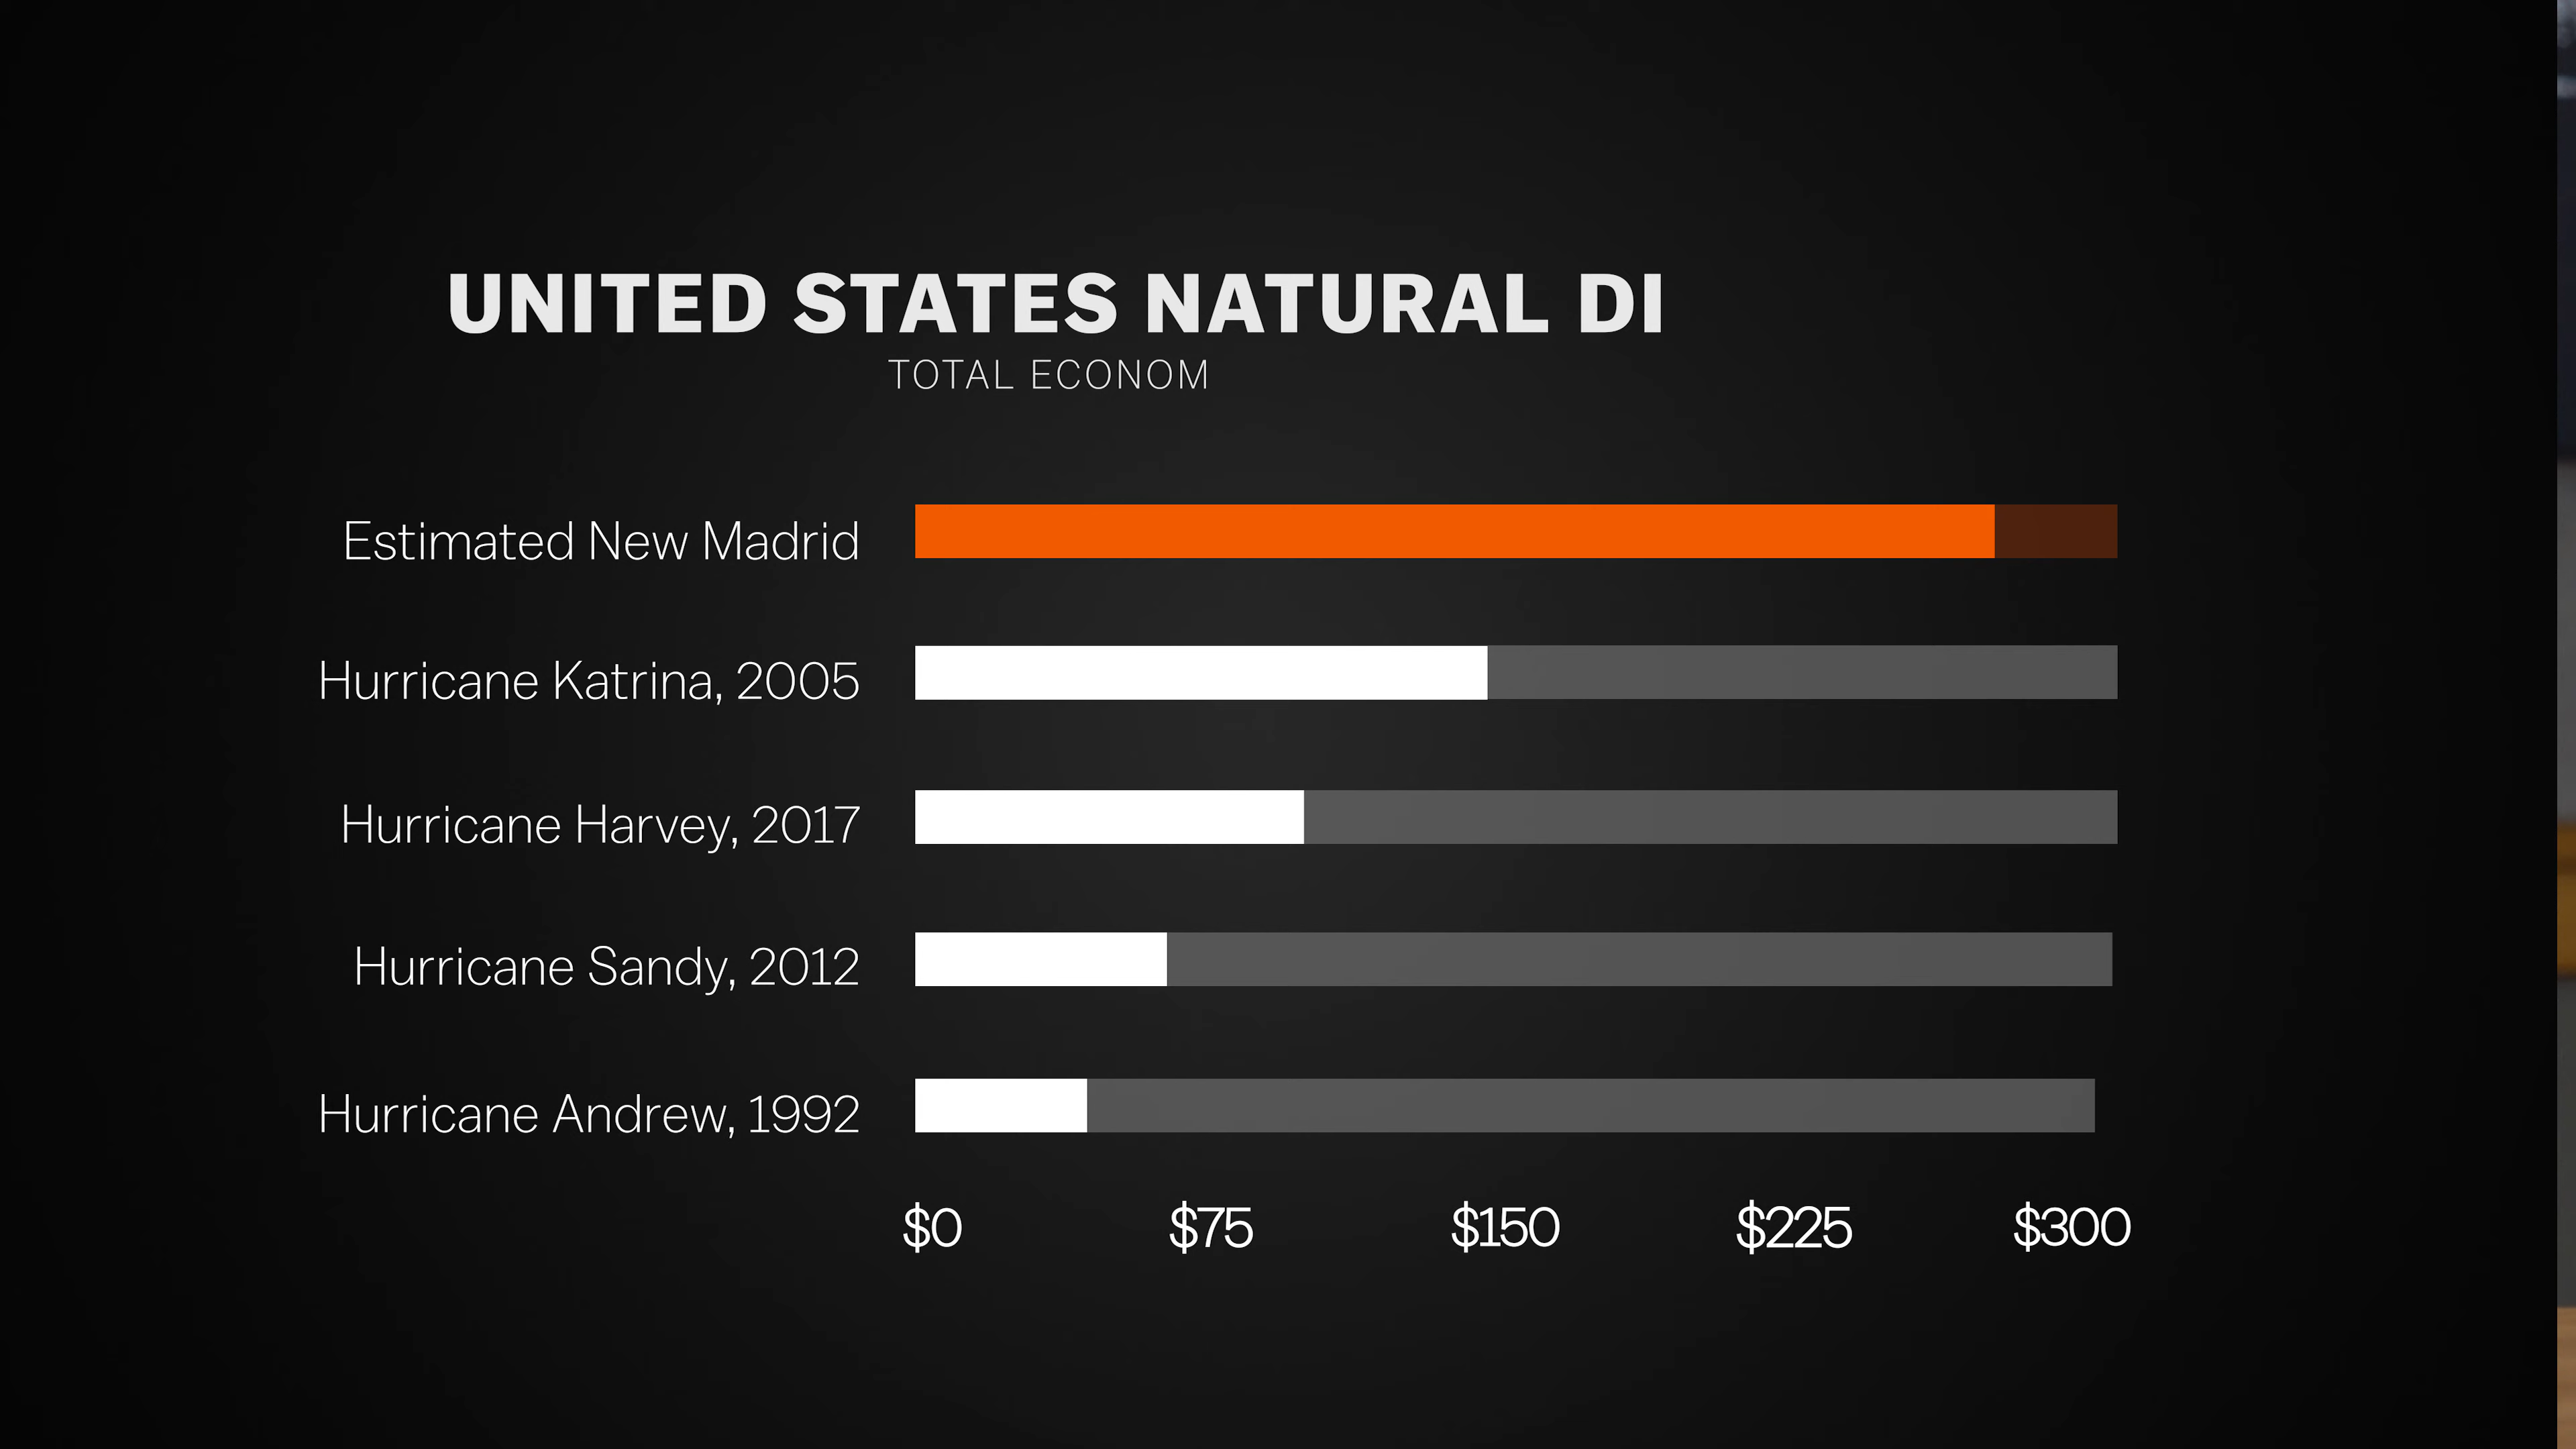 UNITED STATES NATURAL DI
TOTAL ECONOM
Estimated New Madrid
Hurricane Katrina, 2005
Hurricane Harvey, 2017
Hurricane Sandy, 2012
Hurricane Andrew, 1992
$0 $75 $150 $225 $300